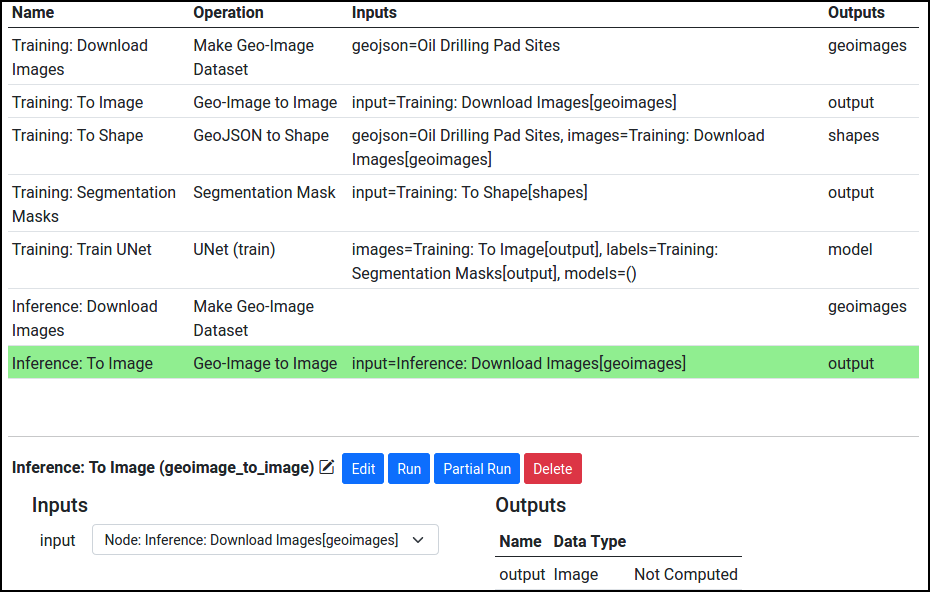 Name Operation Inputs Outputs
Training: Download Make Geo-Image geojson=Oil Drilling Pad Sites geoimages
Images Dataset
Training: To Image Geo-Image to Image input=Training: Download Images[geoimages] output
Training: To Shape GeoJSON to Shape geojson=Oil Drilling Pad Sites, images=Training: Download shapes
Images[geoimages]
Training: Segmentation Segmentation Mask input=Training: To Shape[shapes] output
Masks
Training: Train UNet UNet (train) images=Training: To Image[output], labels=Training: model
Segmentation Masks[output], models=()
Inference: Download Make Geo-Image geoimages
Images Dataset
Inference: To Image Geo-Image to Image input=Inference: Download Images[geoimages] output
Inference: To Image (geoimage_to_image) Edit Run Partial Run Delete
Inputs Outputs
input Node: Inference: Download Images[geoimages]
Name Data Type
output Image Not Computed